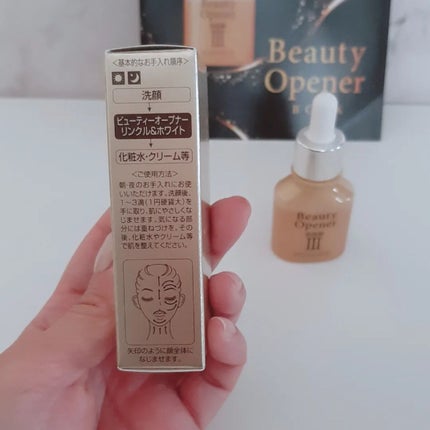 <基本的なお手入れ順序>
洗顔
ビューティーオープナー
リンクル&ホワイト
化粧水・クリーム等
<ご使用方法>
朝・夜のお手入れにお使
いいただけます。洗顔後、
1〜3滴(1円硬貨大)を
手に取り、肌にやさしくな
じませます。気になる部
分には重ねづけを。その
後、化粧水やクリーム等
で肌を整えてください。
矢印のように顔全体に
なじませます。
Beauty
Opener
Beauty
Opener
III